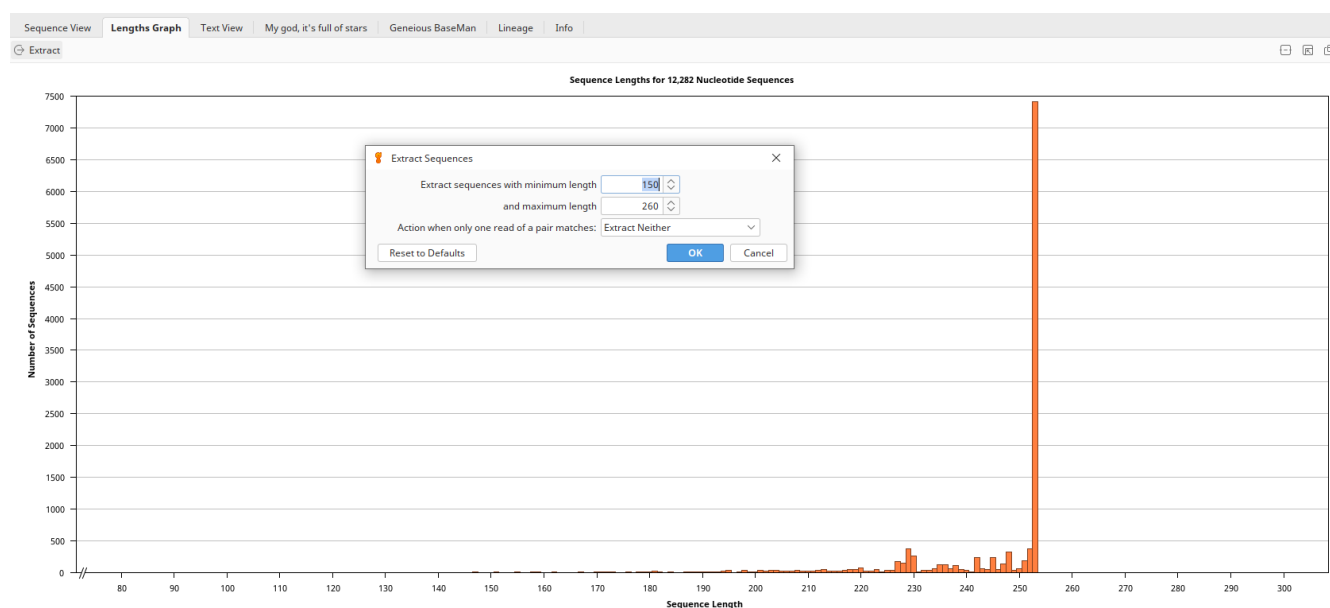 Sequence View Lengths Graph Text View My god, it's full of stars Geneious BaseMan Lineage Info
Extract
Sequence Lengths for 12,282 Nucleotide Sequences
Number of Sequences
7500
7000
6500
6000
5500
5000
4500
4000
3500
3000
2500
2000
1500
1000
500
0
Extract Sequences
Extract sequences with minimum length 150
and maximum length 260
Action when only one read of a pair matches: Extract Neither
Reset to Defaults OK Cancel
80 90 100 110 120 130 140 150 160 170 180 190 200 210 220 230 240 250 260 270 280 290 300
Sequence Length